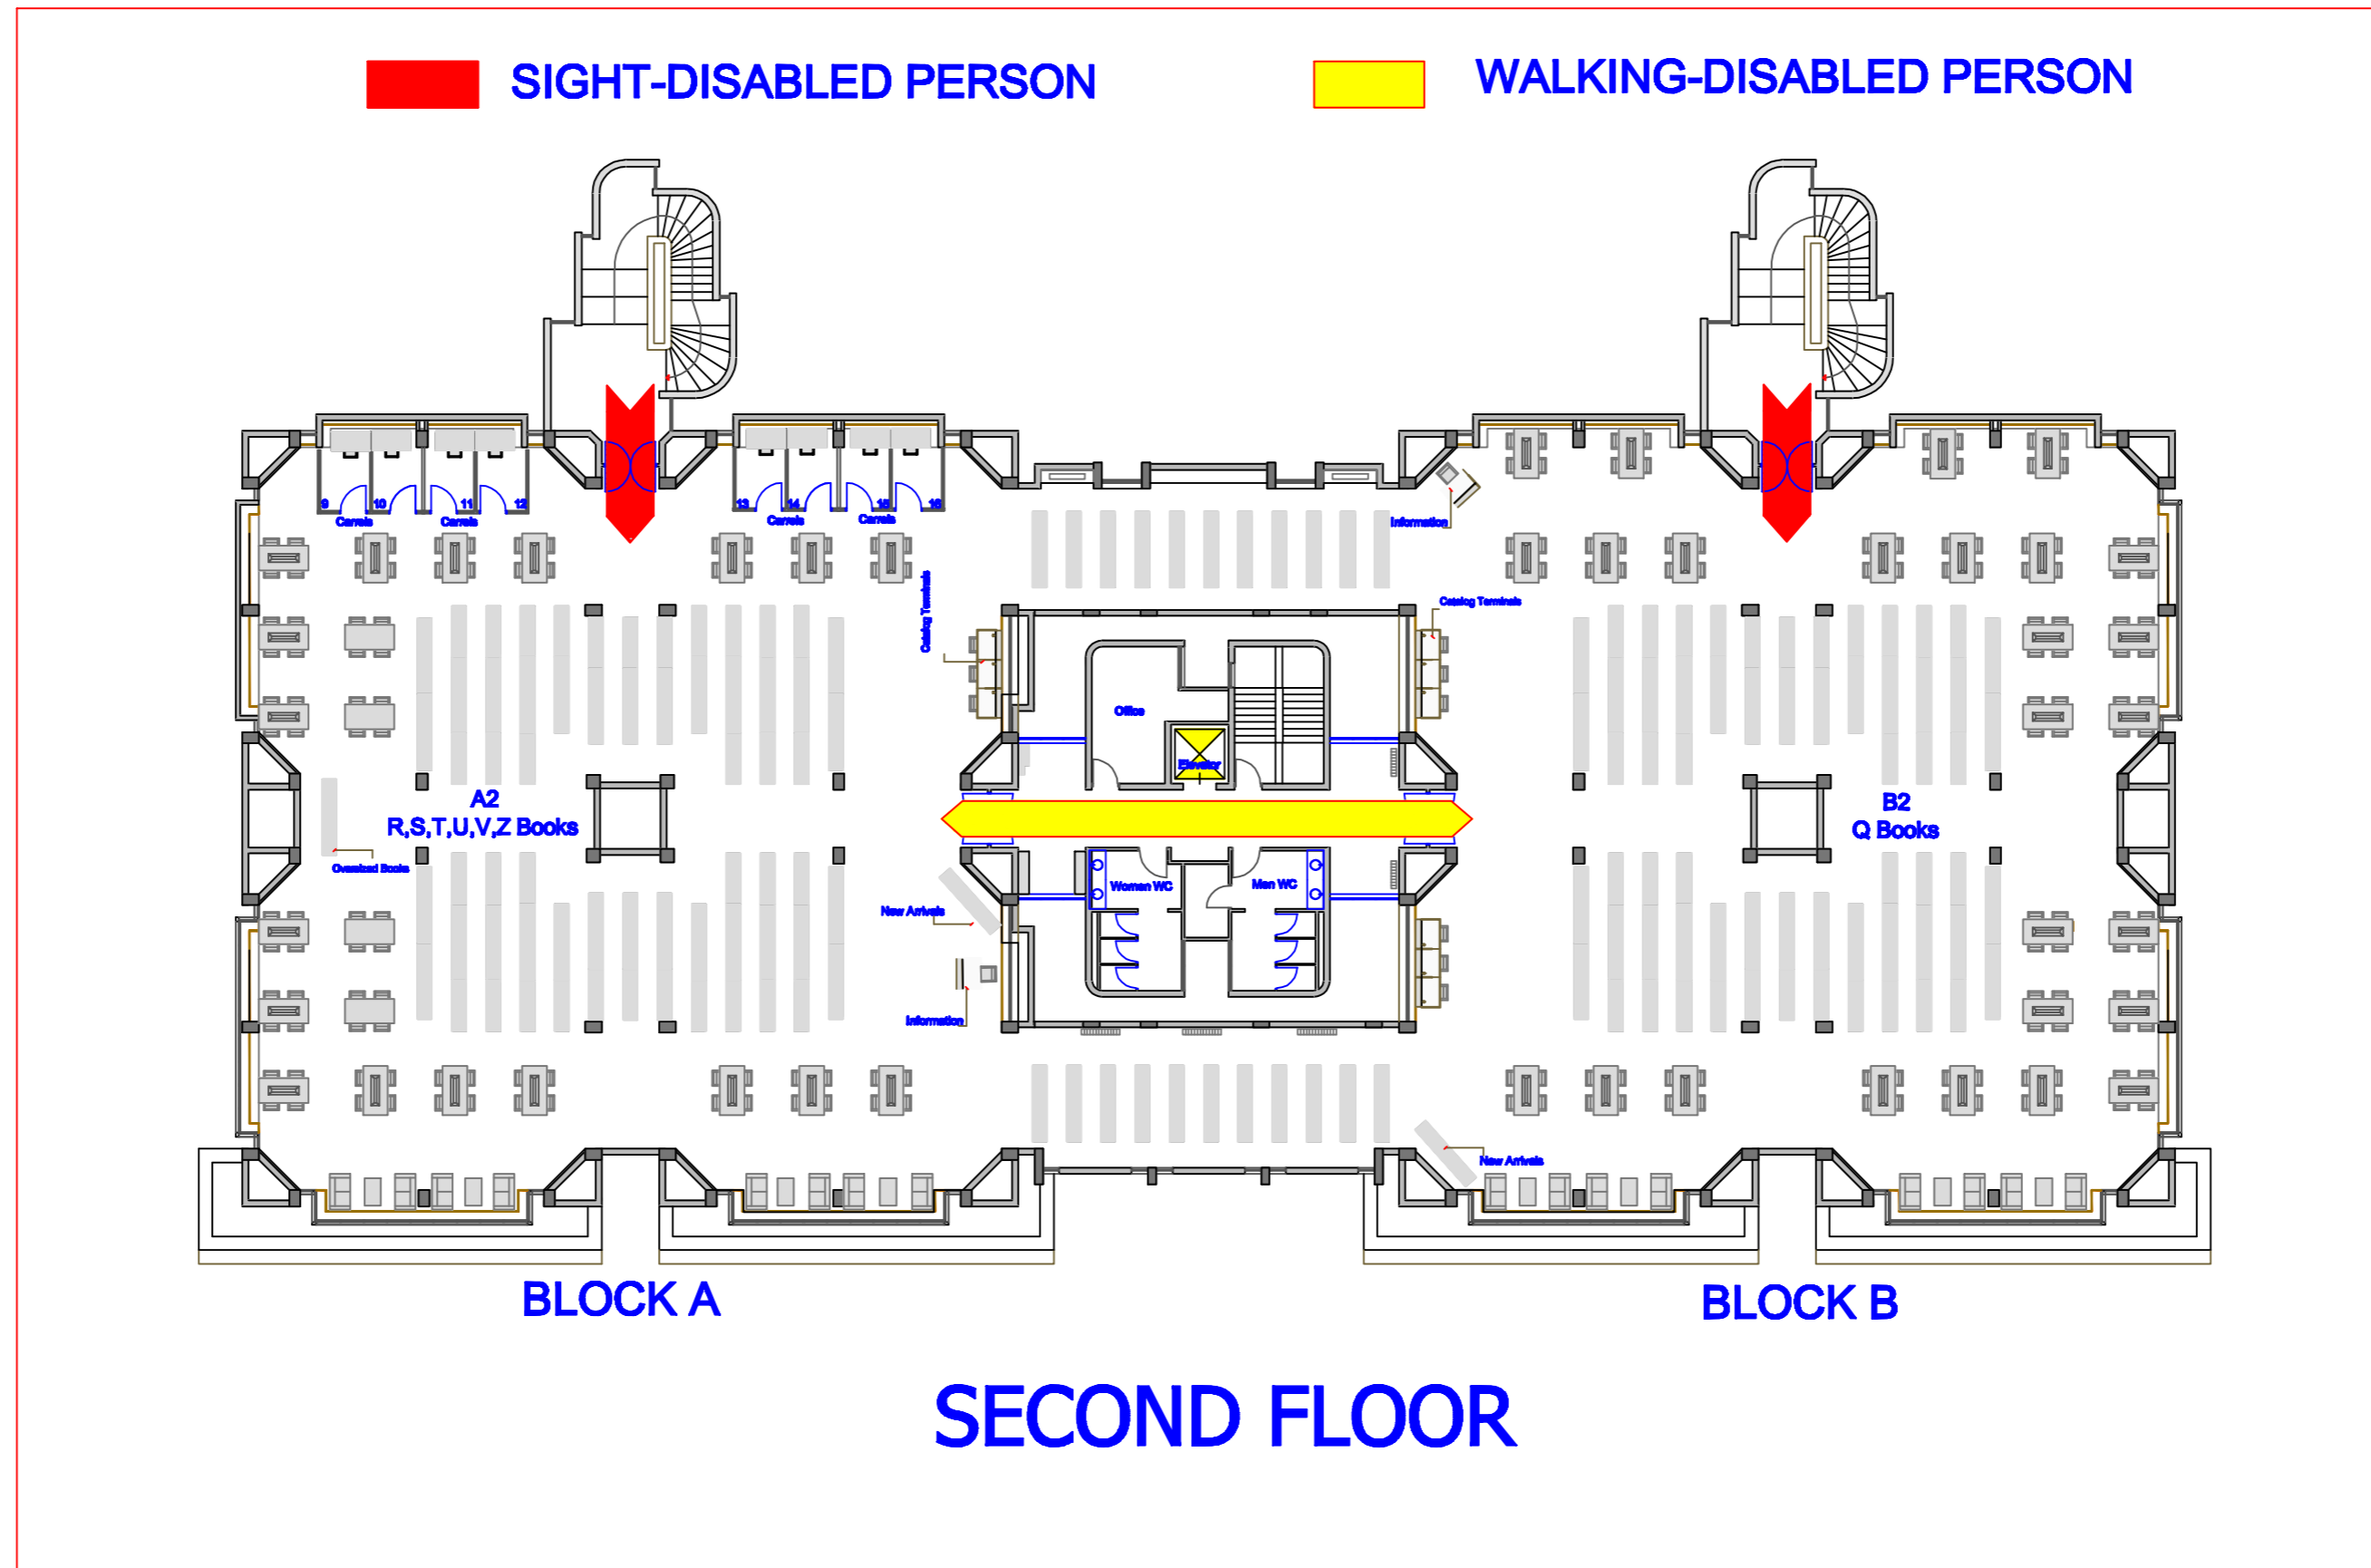 SIGHT-DISABLED PERSON
WALKING-DISABLED PERSON
9
10
11
12
13
14
15
16
Carrels
Carrels
Carrels
Carrels
Information
Catalog Terminals
Catalog Terminals
Office
Elevator
A2
R,S,T,U,V,Z Books
B2
Q Books
Oversized Books
Women WC
Men WC
New Arrivals
Information
New Arrivals
BLOCK A
BLOCK B
SECOND FLOOR